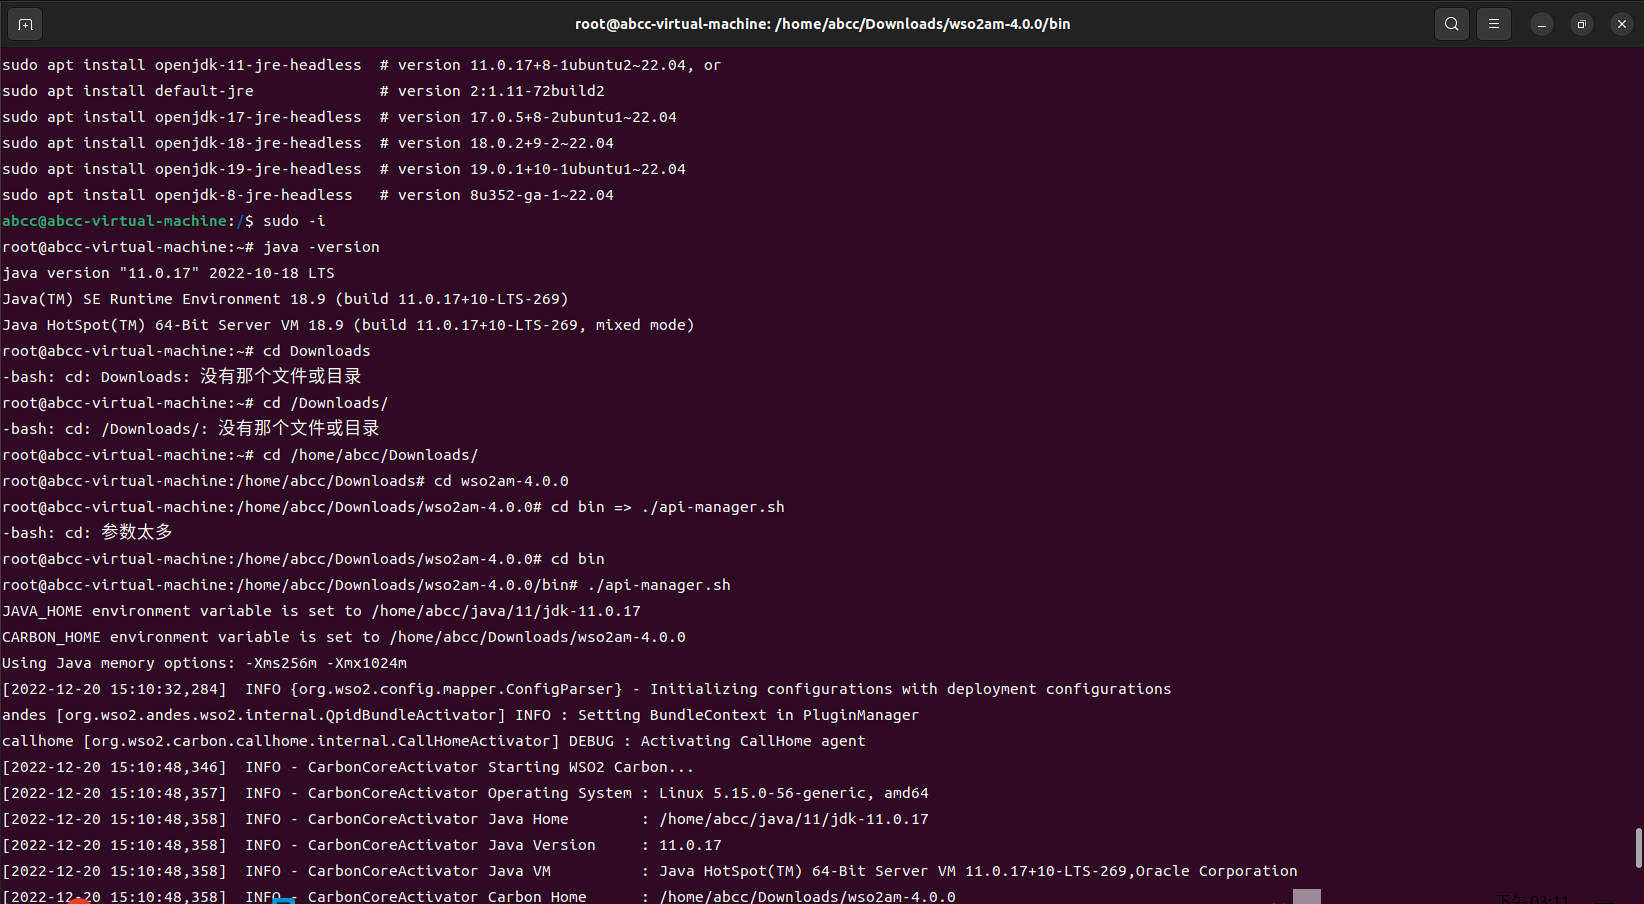 root@abcc-virtual-machine: /home/abcc/Downloads/wso2am-4.0.0/bin
sudo apt install openjdk-11-jre-headless  # version 11.0.17+8-1ubuntu2~22.04, or
sudo apt install default-jre              # version 2:1.11-72build2
sudo apt install openjdk-17-jre-headless  # version 17.0.5+8-2ubuntu1~22.04
sudo apt install openjdk-18-jre-headless  # version 18.0.2+9-2~22.04
sudo apt install openjdk-19-jre-headless  # version 19.0.1+10-1ubuntu1~22.04
sudo apt install openjdk-8-jre-headless   # version 8u352-ga-1~22.04
abcc@abcc-virtual-machine:/$ sudo -i
root@abcc-virtual-machine:~# java -version
java version "11.0.17" 2022-10-18 LTS
Java(TM) SE Runtime Environment 18.9 (build 11.0.17+10-LTS-269)
Java HotSpot(TM) 64-Bit Server VM 18.9 (build 11.0.17+10-LTS-269, mixed mode)
root@abcc-virtual-machine:~# cd Downloads
-bash: cd: Downloads: 没有那个文件或目录
root@abcc-virtual-machine:~# cd /Downloads/
-bash: cd: /Downloads/: 没有那个文件或目录
root@abcc-virtual-machine:~# cd /home/abcc/Downloads/
root@abcc-virtual-machine:/home/abcc/Downloads# cd wso2am-4.0.0
root@abcc-virtual-machine:/home/abcc/Downloads/wso2am-4.0.0# cd bin => ./api-manager.sh
-bash: cd: 参数太多
root@abcc-virtual-machine:/home/abcc/Downloads/wso2am-4.0.0# cd bin
root@abcc-virtual-machine:/home/abcc/Downloads/wso2am-4.0.0/bin# ./api-manager.sh
JAVA_HOME environment variable is set to /home/abcc/java/11/jdk-11.0.17
CARBON_HOME environment variable is set to /home/abcc/Downloads/wso2am-4.0.0
Using Java memory options: -Xms256m -Xmx1024m
[2022-12-20 15:10:32,284]  INFO {org.wso2.config.mapper.ConfigParser} - Initializing configurations with deployment configurations
andes [org.wso2.andes.wso2.internal.QpidBundleActivator] INFO : Setting BundleContext in PluginManager
callhome [org.wso2.carbon.callhome.internal.CallHomeActivator] DEBUG : Activating CallHome agent
[2022-12-20 15:10:48,346]  INFO - CarbonCoreActivator Starting WSO2 Carbon...
[2022-12-20 15:10:48,357]  INFO - CarbonCoreActivator Operating System : Linux 5.15.0-56-generic, amd64
[2022-12-20 15:10:48,358]  INFO - CarbonCoreActivator Java Home        : /home/abcc/java/11/jdk-11.0.17
[2022-12-20 15:10:48,358]  INFO - CarbonCoreActivator Java Version     : 11.0.17
[2022-12-20 15:10:48,358]  INFO - CarbonCoreActivator Java VM          : Java HotSpot(TM) 64-Bit Server VM 11.0.17+10-LTS-269,Oracle Corporation
[2022-12-20 15:10:48,358]  INFO - CarbonCoreActivator Carbon Home      : /home/abcc/Downloads/wso2am-4.0.0
下午 03:11